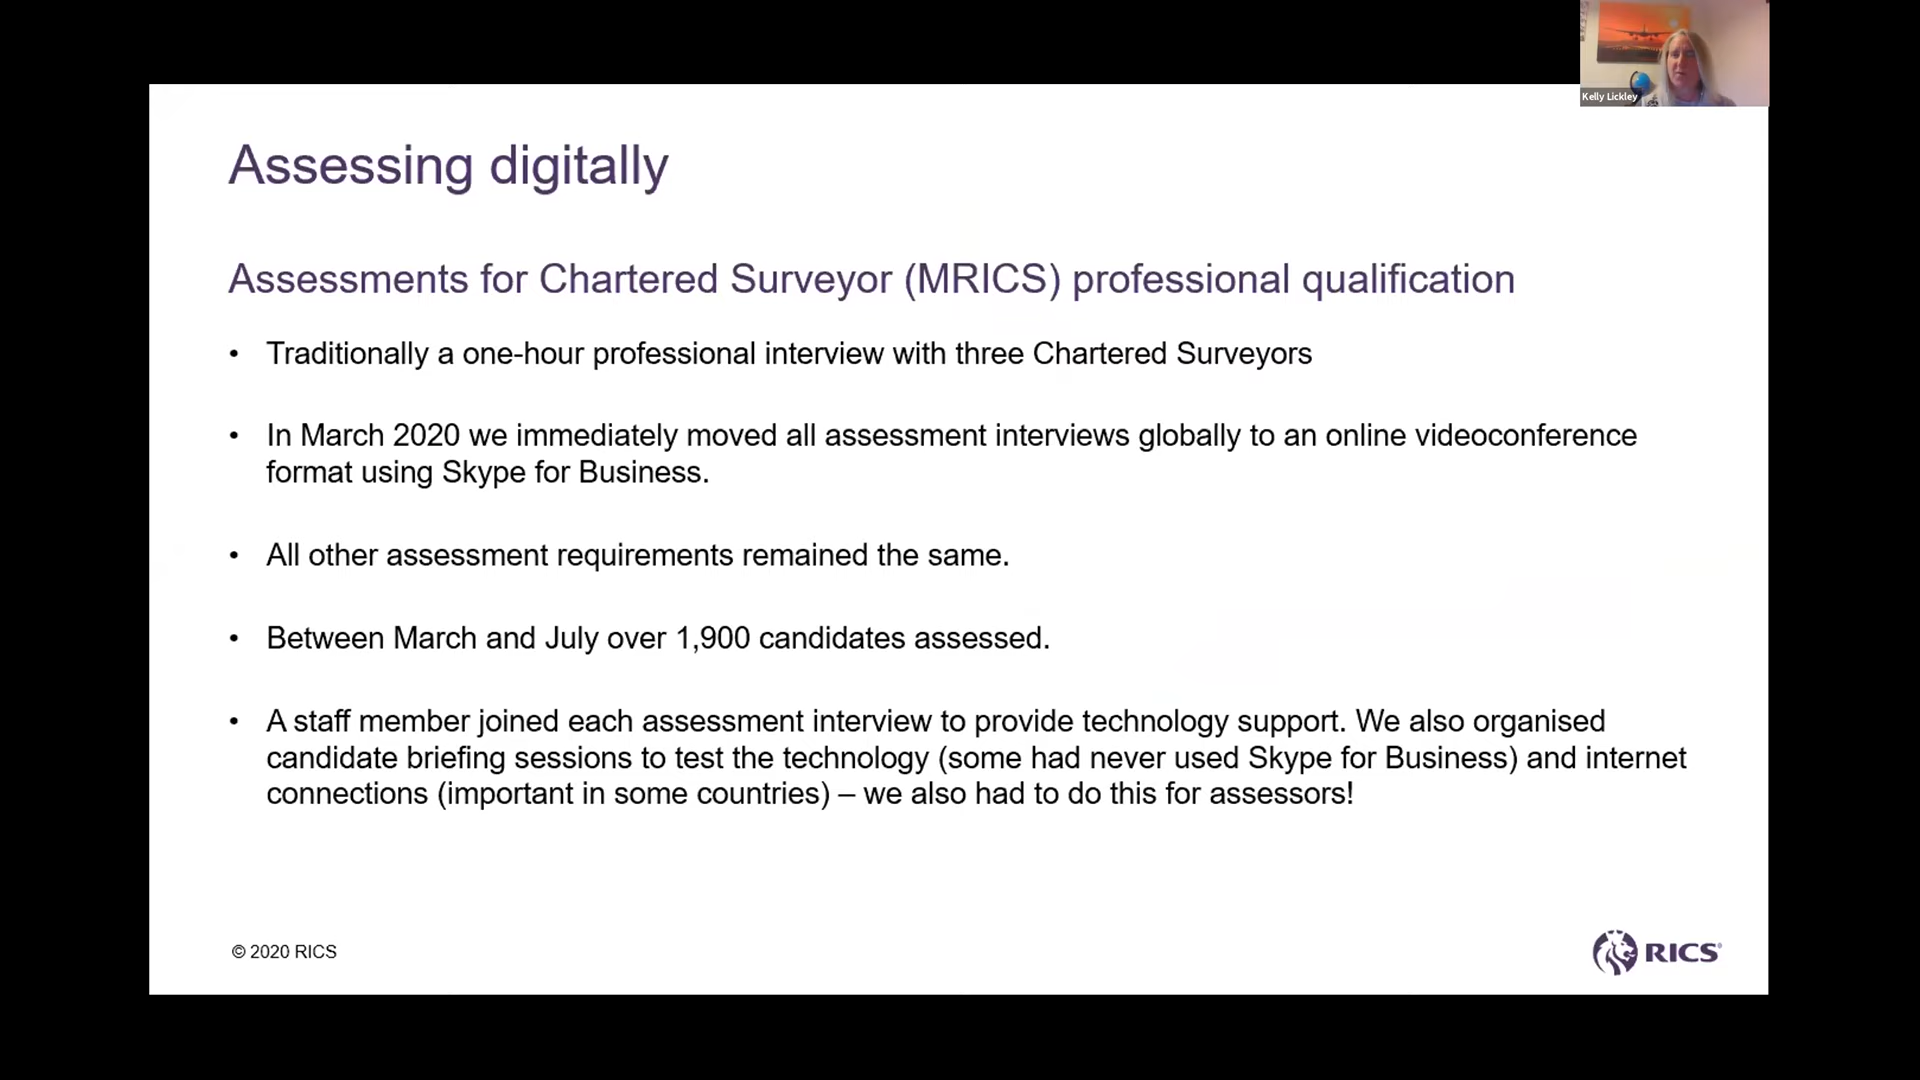 Kelly Lickley
Assessing digitally
Assessments for Chartered Surveyor (MRICS) professional qualification
• Traditionally a one-hour professional interview with three Chartered Surveyors
• In March 2020 we immediately moved all assessment interviews globally to an online videoconference
format using Skype for Business.
• All other assessment requirements remained the same.
• Between March and July over 1,900 candidates assessed.
• A staff member joined each assessment interview to provide technology support. We also organised
candidate briefing sessions to test the technology (some had never used Skype for Business) and internet
connections (important in some countries) – we also had to do this for assessors!
© 2020 RICS
RICS